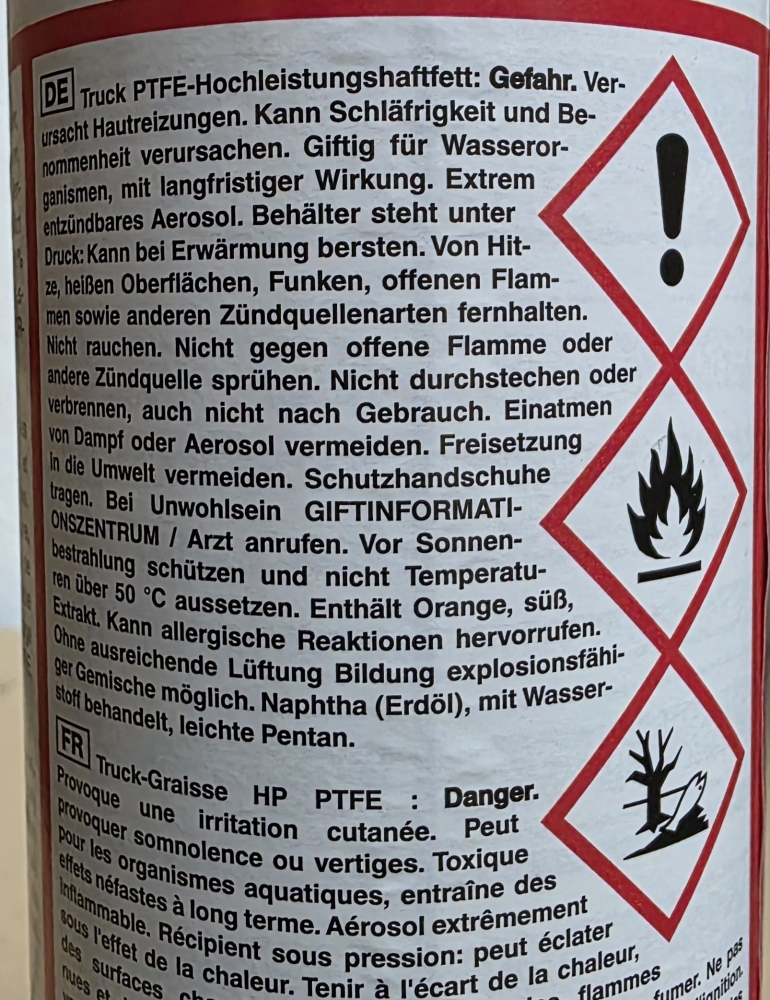 DE Truck PTFE-Hochleistungshaftfett: Gefahr. Ver-
ursacht Hautreizungen. Kann Schläfrigkeit und Be-
nommenheit verursachen. Giftig für Wasseror-
ganismen, mit langfristiger Wirkung. Extrem
entzündbares Aerosol. Behälter steht unter
Druck: Kann bei Erwärmung bersten. Von Hit-
ze, heißen Oberflächen, Funken, offenen Flam-
men sowie anderen Zündquellenarten fernhalten.
Nicht rauchen. Nicht gegen offene Flamme oder
andere Zündquelle sprühen. Nicht durchstechen oder
verbrennen, auch nicht nach Gebrauch. Einatmen
von Dampf oder Aerosol vermeiden. Freisetzung
in die Umwelt vermeiden. Schutzhandschuhe
tragen. Bei Unwohlsein GIFTINFORMATI-
ONSZENTRUM / Arzt anrufen. Vor Sonnen-
bestrahlung schützen und nicht Temperatu-
ren über 50 °C aussetzen. Enthält Orange, süß,
Extrakt. Kann allergische Reaktionen hervorrufen.
Ohne ausreichende Lüftung Bildung explosionsfähi-
ger Gemische möglich. Naphtha (Erdöl), mit Wasser-
stoff behandelt, leichte Pentan.
FR Truck-Graisse HP PTFE : Danger.
Provoque une irritation cutanée. Peut
provoquer somnolence ou vertiges. Toxique
pour les organismes aquatiques, entraîne des
effets néfastes à long terme. Aérosol extrêmement
inflammable. Récipient sous pression: peut éclater
sous l'effet de la chaleur. Tenir à l'écart de la chaleur,
des surfaces flammes
nues et fumer. Ne pas